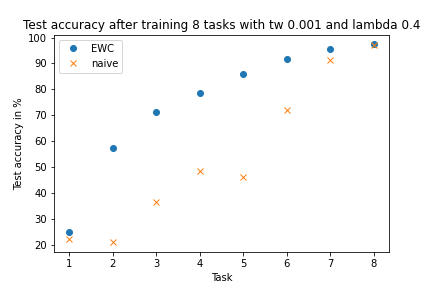 Test accuracy after training 8 tasks with tw 0.001 and lambda 0.4
EWC
naive
100
90
80
70
60
50
40
30
20
Test accuracy in %
1 2 3 4 5 6 7 8
Task